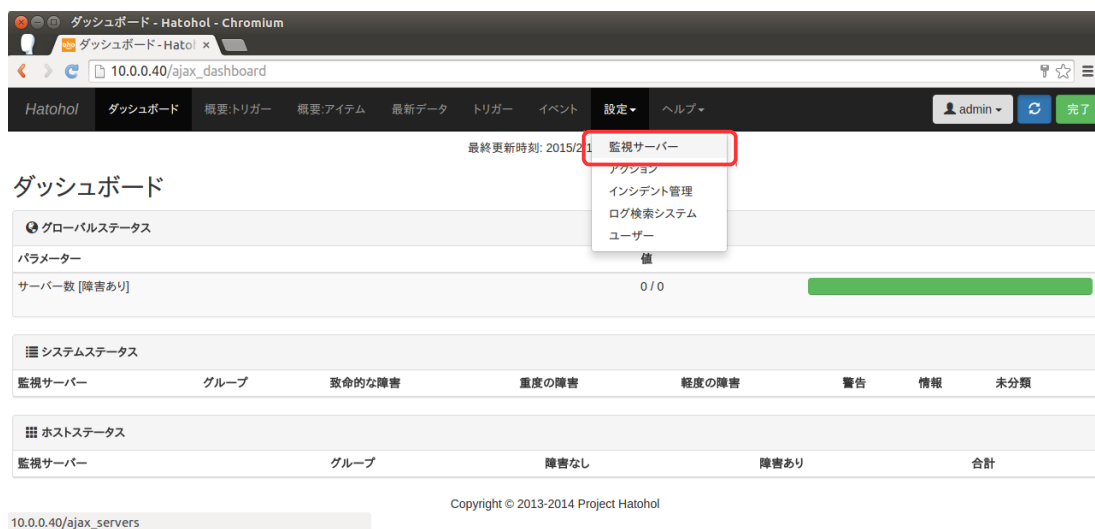 ダッシュボード - Hatohol - Chromium
ダッシュボード - Hatol ×
10.0.0.40/ajax_dashboard
Hatohol ダッシュボード 概要:トリガー 概要:アイテム 最新データ トリガー イベント 設定 ヘルプ admin 完了
最終更新時刻: 2015/2/1
監視サーバー
アクション
インシデント管理
ログ検索システム
ユーザー
ダッシュボード
グローバルステータス
パラメーター 値
サーバー数 [障害あり] 0 / 0
システムステータス
監視サーバー グループ 致命的な障害 重度の障害 軽度の障害 警告 情報 未分類
ホストステータス
監視サーバー グループ 障害なし 障害あり 合計
Copyright © 2013-2014 Project Hatohol
10.0.0.40/ajax_servers